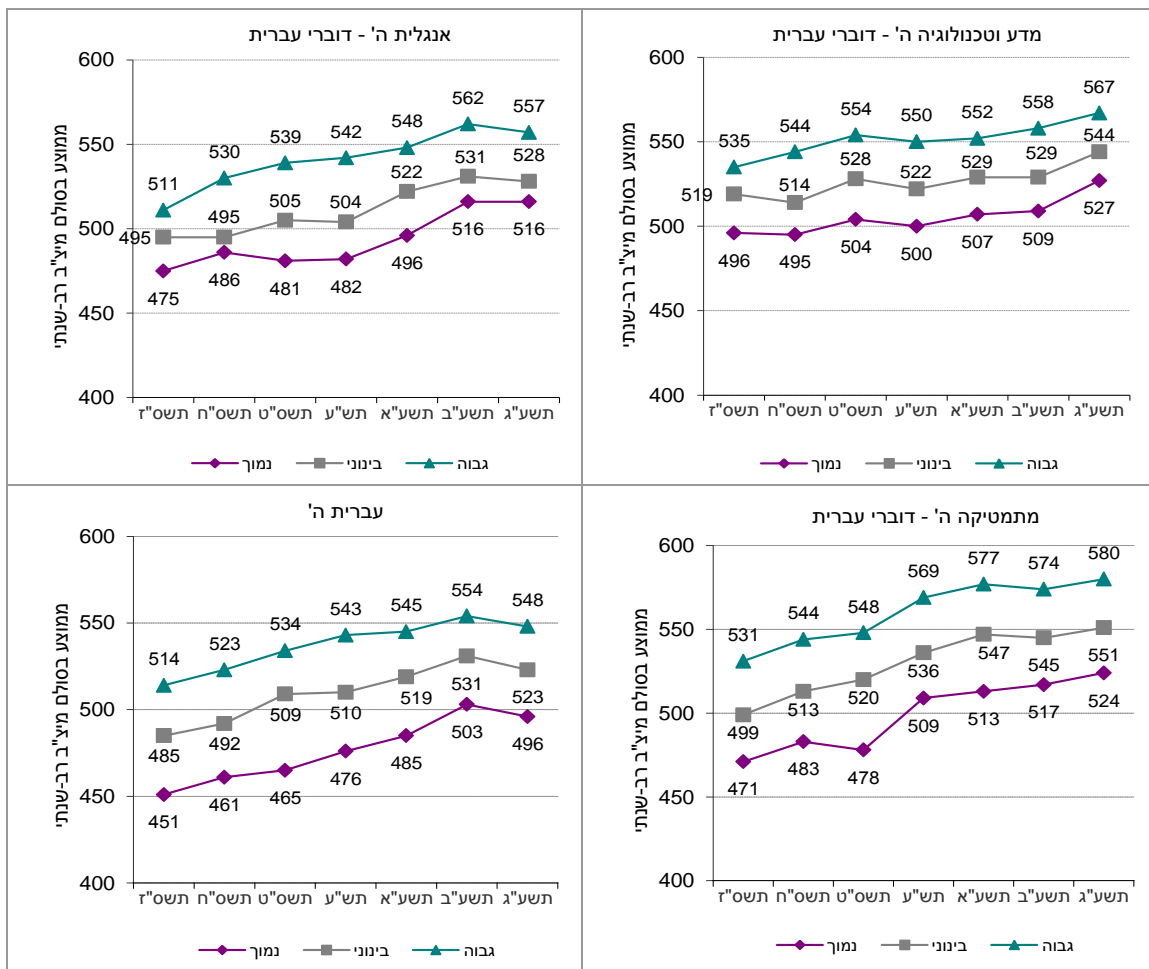 מדע וטכנולוגיה ה' - דוברי עברית
ממוצע בסולם מיצ"ב רב-שנתי
600
550
500
450
400
535 544 554 550 552 558 567
519 514 528 522 529 529 544
496 495 504 500 507 509 527
תשס"ז תשס"ח תשס"ט תש"ע תשע"א תשע"ב תשע"ג
נמוך בינוני גבוה
אנגלית ה' - דוברי עברית
ממוצע בסולם מיצ"ב רב-שנתי
600
550
500
450
400
511 530 539 542 548 562 557
495 495 505 504 522 531 528
475 486 481 482 496 516 516
תשס"ז תשס"ח תשס"ט תש"ע תשע"א תשע"ב תשע"ג
נמוך בינוני גבוה
מתמטיקה ה' - דוברי עברית
ממוצע בסולם מיצ"ב רב-שנתי
600
550
500
450
400
531 544 548 569 577 574 580
499 513 520 536 547 545 551
471 483 478 509 513 517 524
תשס"ז תשס"ח תשס"ט תש"ע תשע"א תשע"ב תשע"ג
נמוך בינוני גבוה
עברית ה'
ממוצע בסולם מיצ"ב רב-שנתי
600
550
500
450
400
514 523 534 543 545 554 548
485 492 509 510 519 531 523
451 461 465 476 485 503 496
תשס"ז תשס"ח תשס"ט תש"ע תשע"א תשע"ב תשע"ג
נמוך בינוני גבוה